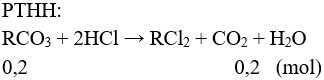 PTHH:
RCO₃ + 2HCl → RCl₂ + CO₂ + H₂O
0,2 0,2 (mol)